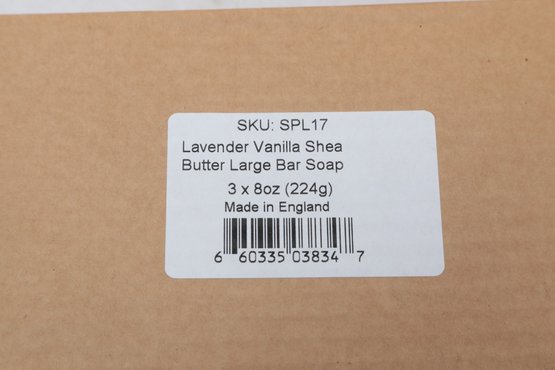 SKU: SPL17
Lavender Vanilla Shea
Butter Large Bar Soap
3 x 8oz (224g)
Made in England
6 60335 03834 7